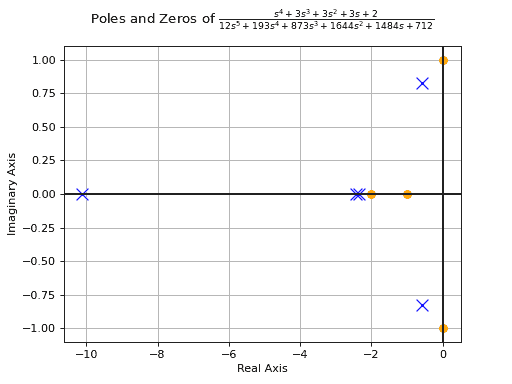 Poles and Zeros of \frac{s^4+3s^3+3s^2+3s+2}{12s^5+193s^4+873s^3+1644s^2+1484s+712}
1.00
0.75
0.50
0.25
0.00
−0.25
−0.50
−0.75
−1.00
Imaginary Axis
−10 −8 −6 −4 −2 0
Real Axis